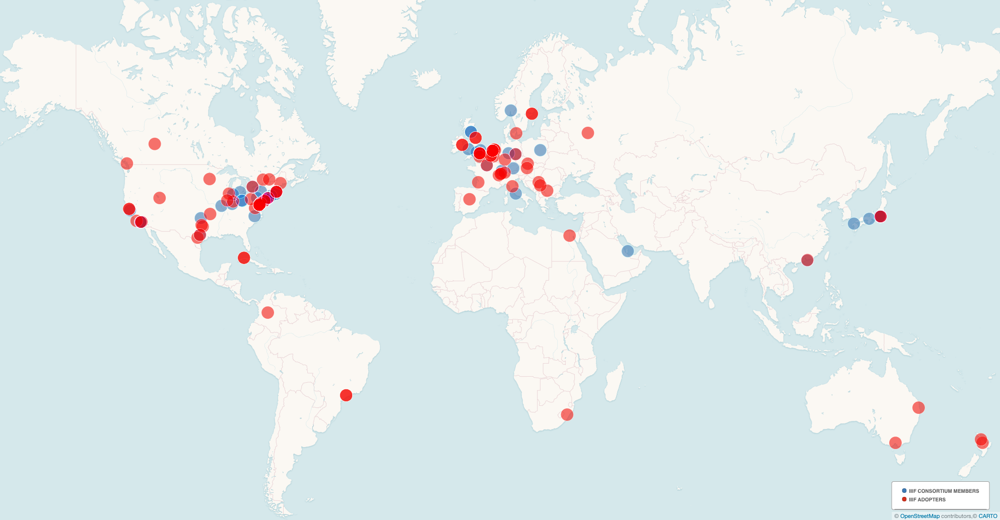 IIIF CONSORTIUM MEMBERS
IIIF ADOPTERS
© OpenStreetMap contributors,© CARTO